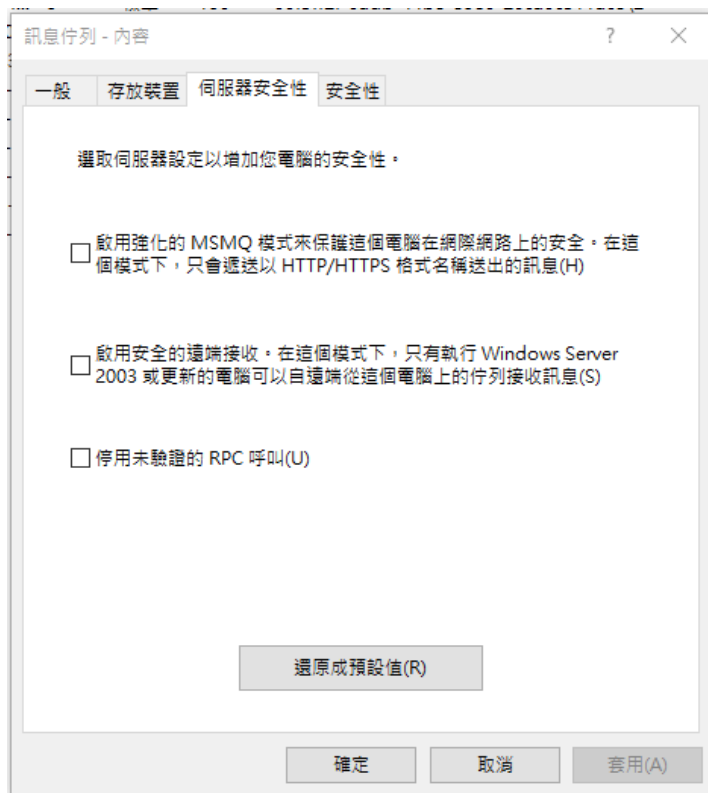 訊息佇列 - 內容
?
一般 存放裝置 伺服器安全性 安全性
選取伺服器設定以增加您電腦的安全性。
啟用強化的 MSMQ 模式來保護這個電腦在網際網路上的安全。在這
個模式下，只會遞送以 HTTP/HTTPS 格式名稱送出的訊息(H)
啟用安全的遠端接收。在這個模式下，只有執行 Windows Server
2003 或更新的電腦可以自遠端從這個電腦上的佇列接收訊息(S)
停用未驗證的 RPC 呼叫(U)
還原成預設值(R)
確定 取消 套用(A)